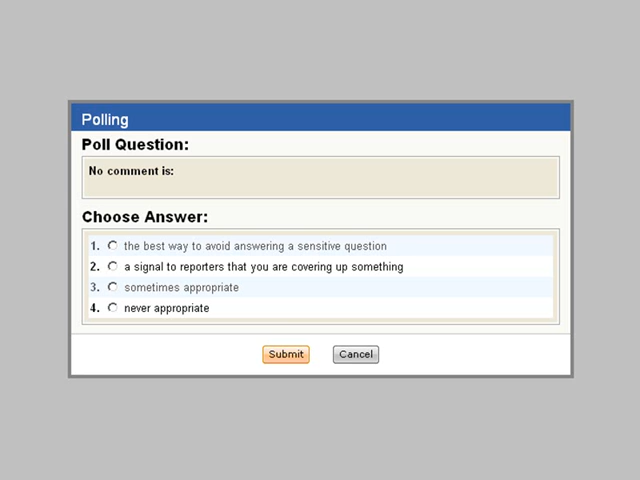 Polling
Poll Question:
No comment is:
Choose Answer:
1. the best way to avoid answering a sensitive question
2. a signal to reporters that you are covering up something
3. sometimes appropriate
4. never appropriate
Submit Cancel